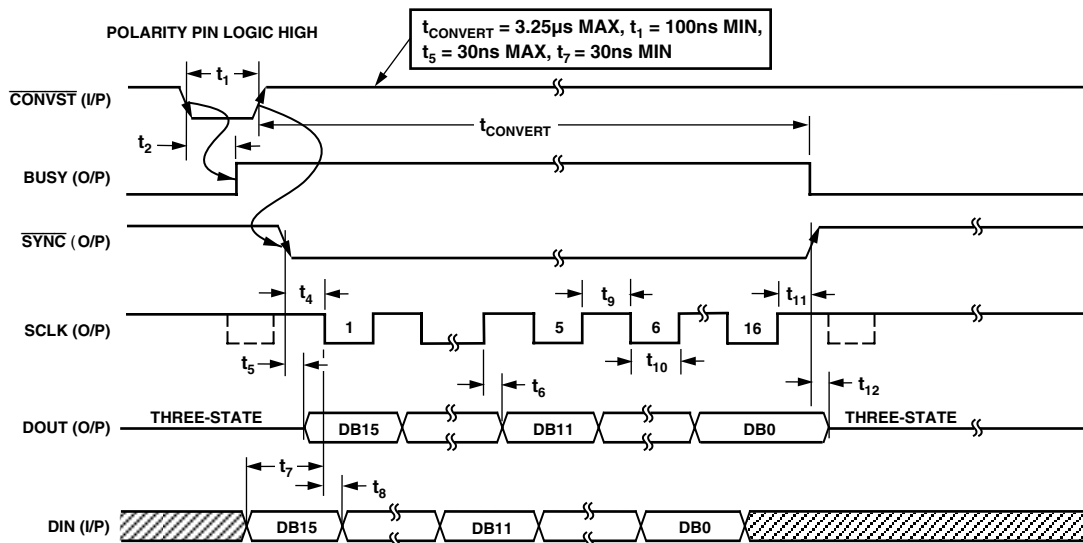 POLARITY PIN LOGIC HIGH
tCONVERT = 3.25µs MAX, t1 = 100ns MIN,
t5 = 30ns MAX, t7 = 30ns MIN
t1
CONVST (I/P)
tCONVERT
t2
BUSY (O/P)
SYNC (O/P)
t4
t9
t11
SCLK (O/P)
1
5
6
16
t5
t6
t10
t12
THREE-STATE
THREE-STATE
DOUT (O/P)
DB15
DB11
DB0
t7
t8
DIN (I/P)
DB15
DB11
DB0